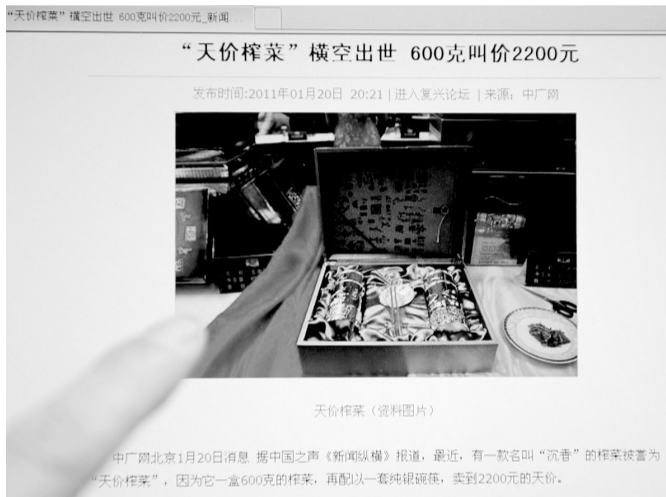 “天价榨菜”横空出世 600克叫价2200元_新闻...
“天价榨菜”横空出世 600克叫价2200元
发布时间:2011年01月20日 20:21 | 进入复兴论坛 | 来源：中广网
天价榨菜（资料图片）
中广网北京1月20日消息 据中国之声《新闻纵横》报道，最近，有一款名叫“沉香”的榨菜被誉为
“天价榨菜”，因为它一盒600克的榨菜，再配以一套纯银碗筷，卖到2200元的天价。